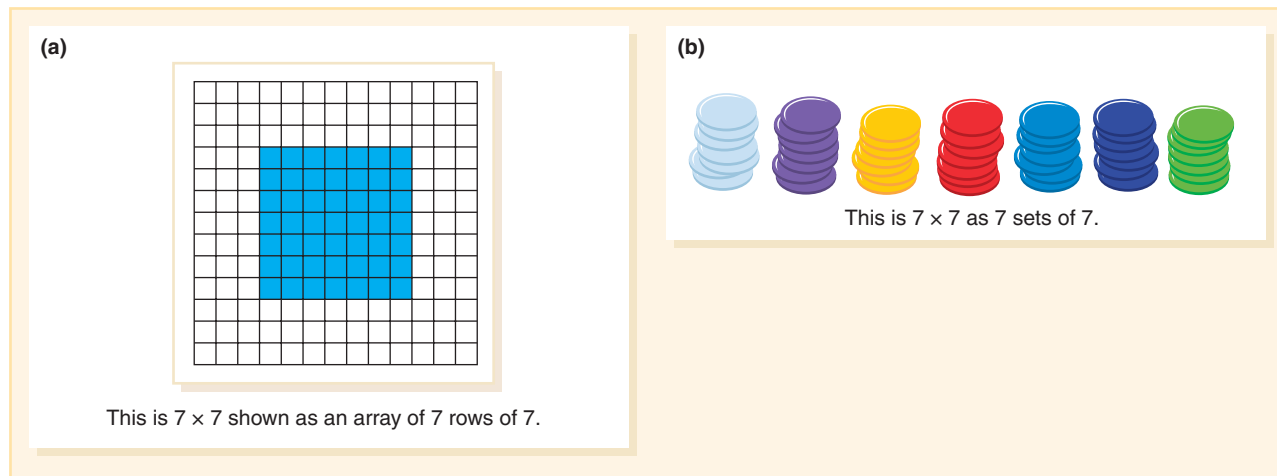 (a)
This is 7 × 7 shown as an array of 7 rows of 7.
(b)
This is 7 × 7 as 7 sets of 7.